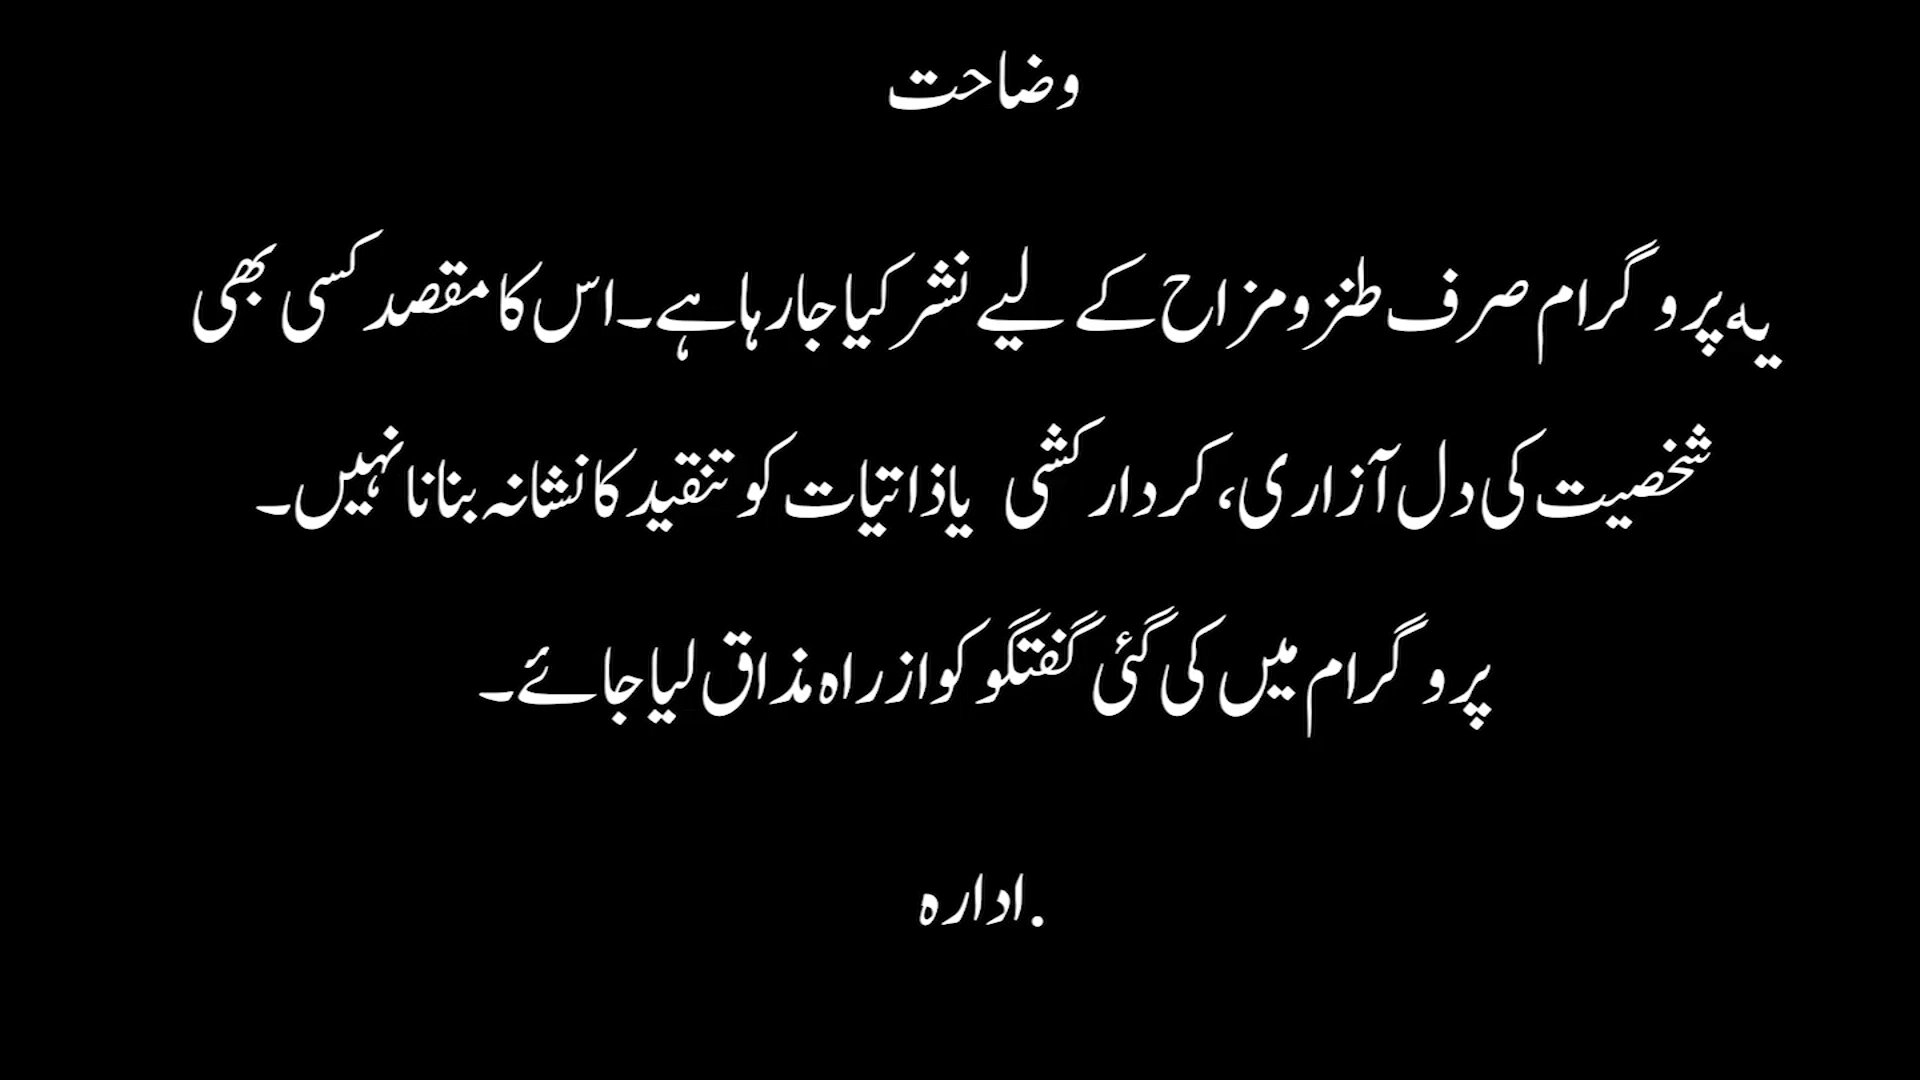 وضاحت
یہ پروگرام صرف طنز و مزاح کے لیے نشر کیا جا رہا ہے۔ اس کا مقصد کسی بھی
شخصیت کی دل آزاری، کردار کشی یا ذاتیات کو تنقید کا نشانہ بنانا نہیں۔
پروگرام میں کی گئی گفتگو کو از راہ مذاق لیا جائے۔
.ادارہ